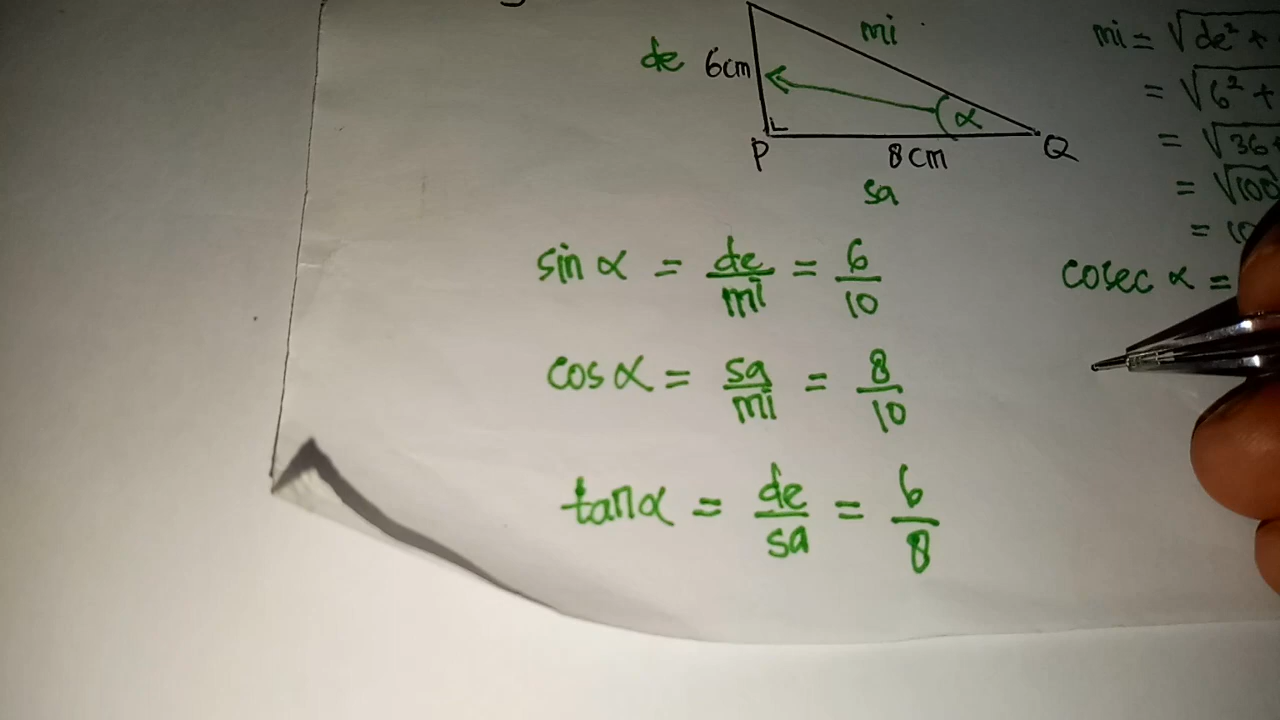 de 6cm mi
α
P 8cm Q
sa
mi = √de² +
= √6² +
= √36
= √100
= 10
sin α = de/mi = 6/10
cos α = sa/mi = 8/10
tan α = de/sa = 6/8
cosec α =